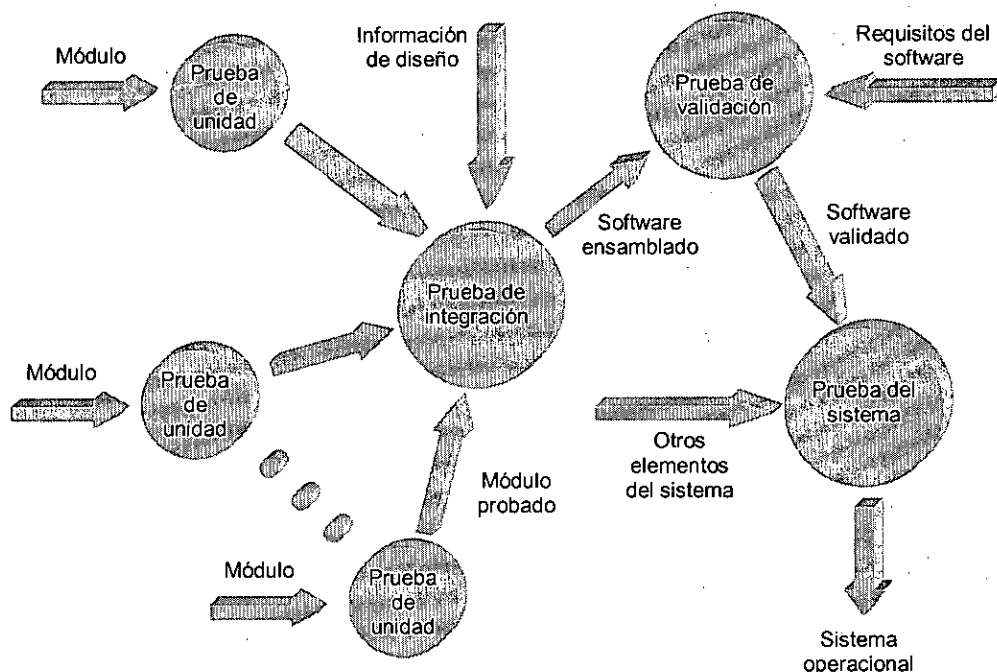 Módulo
Prueba
de
unidad
Información
de diseño
Prueba de
validación
Requisitos del
software
Software
ensamblado
Software
validado
Prueba de
integración
Módulo
Prueba
de
unidad
Prueba del
sistema
Otros
elementos
del sistema
Módulo
probado
Módulo
Prueba
de
unidad
Sistema
operacional